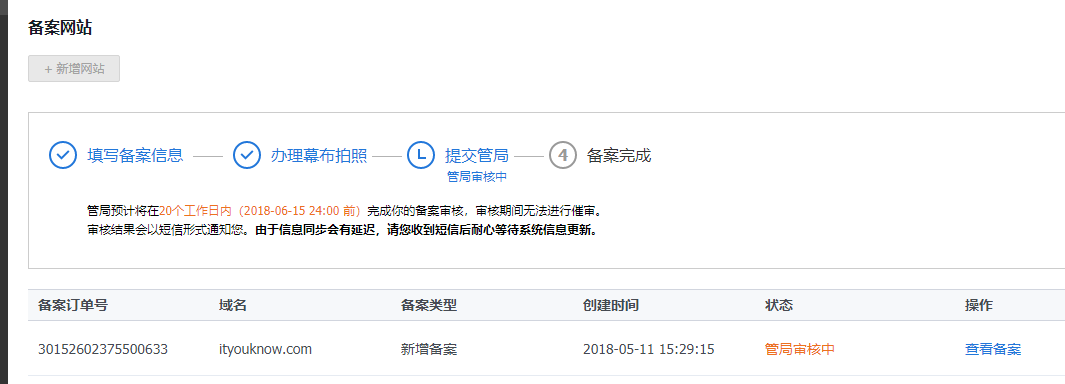 备案网站
+ 新增网站
填写备案信息 办理幕布拍照 提交管局 4 备案完成
管局审核中
管局预计将在20个工作日内（2018-06-15 24:00 前）完成你的备案审核，审核期间无法进行催审。
审核结果会以短信形式通知您。由于信息同步会有延迟，请您收到短信后耐心等待系统信息更新。
备案订单号 域名 备案类型 创建时间 状态 操作
30152602375500633 ityouknow.com 新增备案 2018-05-11 15:29:15 管局审核中 查看备案